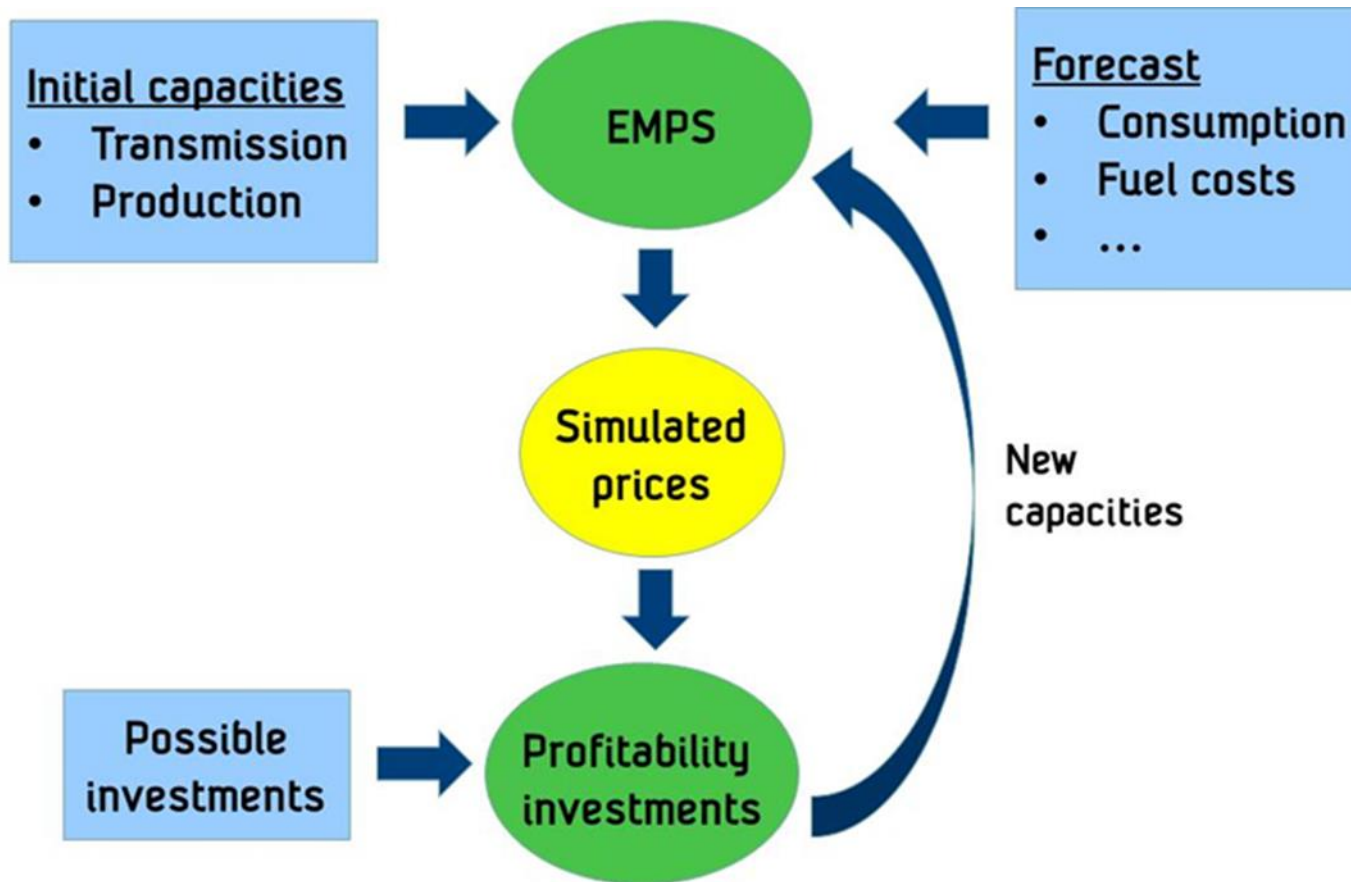 Initial capacities
• Transmission
• Production
EMPS
Forecast
• Consumption
• Fuel costs
• ...
Simulated
prices
New
capacities
Possible
investments
Profitability
investments